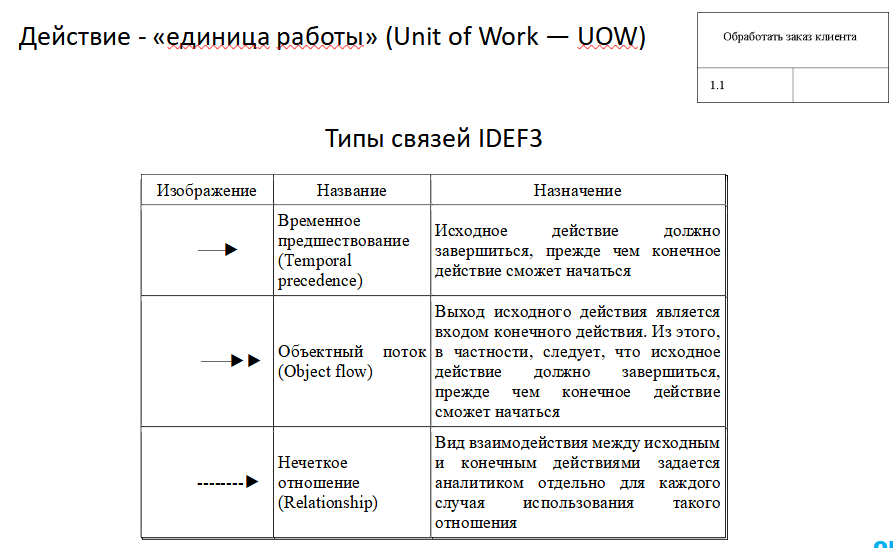 Действие - «единица работы» (Unit of Work — UOW)
Обработать заказ клиента
1.1
Типы связей IDEF3
Изображение
Название
Назначение
Временное
предшествование
(Temporal
precedence)
Исходное действие должно
завершиться, прежде чем конечное
действие сможет начаться
Объектный поток
(Object flow)
Выход исходного действия является
входом конечного действия. Из этого,
в частности, следует, что исходное
действие должно завершиться,
прежде чем конечное действие
сможет начаться
Нечеткое
отношение
(Relationship)
Вид взаимодействия между исходным
и конечным действиями задается
аналитиком отдельно для каждого
случая использования такого
отношения